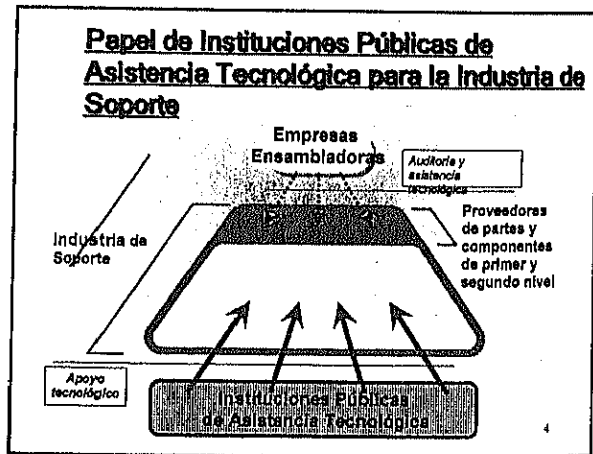 Papel de Instituciones Públicas de
Asistencia Tecnológica para la Industria de
Soporte
Empresas
Ensambladoras
Auditoría y
asistencia
tecnológica
Industria de
Soporte
Proveedores
de partes y
componentes
de primer y
segundo nivel
Apoyo
tecnológico
Instituciones Públicas
de Asistencia Tecnológica
4